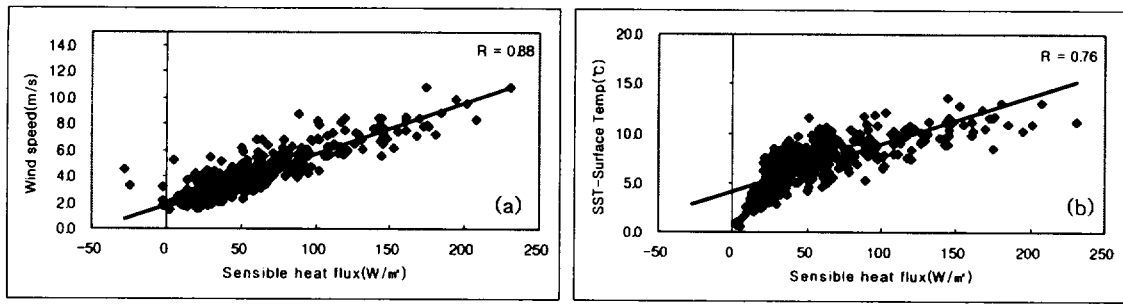 14.0
12.0
10.0
8.0
6.0
4.0
2.0
0.0
Wind speed(m/s)
R = 0.88
(a)
-50 0 50 100 150 200 250
Sensible heat flux(W/㎡)
20.0
15.0
10.0
5.0
0.0
SST-Surface Temp(℃)
R = 0.76
(b)
-50 0 50 100 150 200 250
Sensible heat flux(W/㎡)